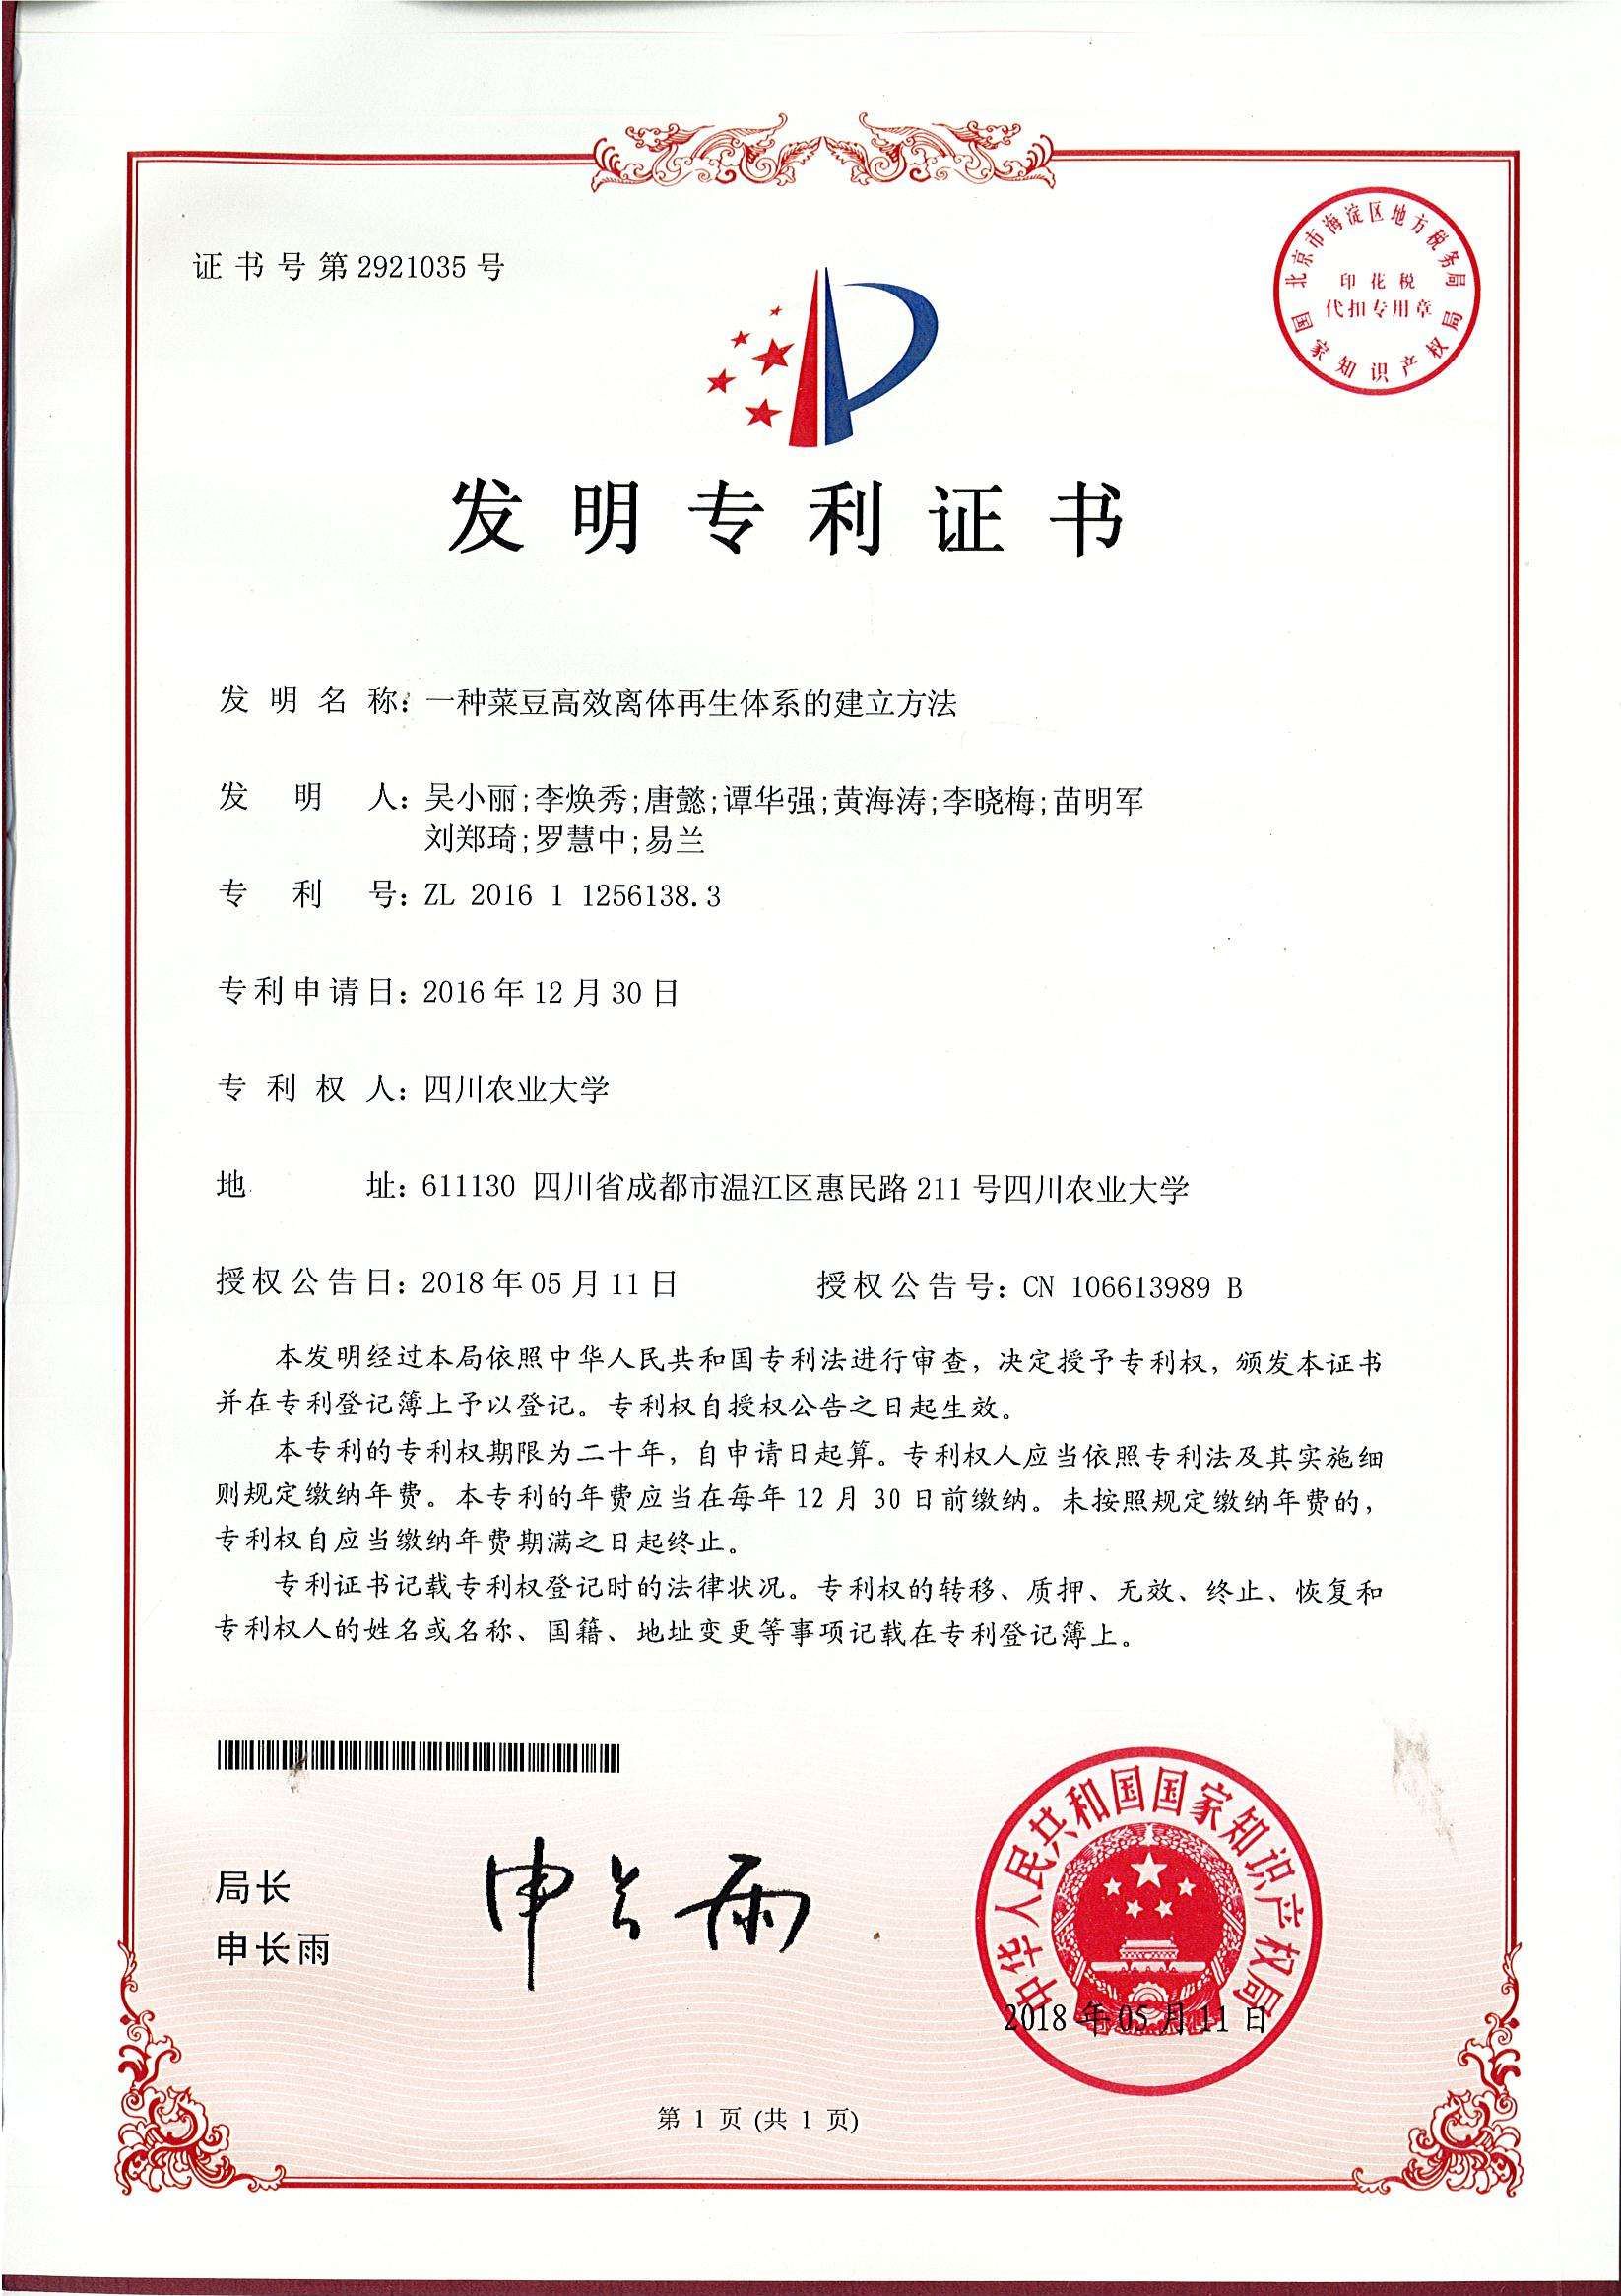 证书号第2921035号
北京市海淀区地方税务局
印花税
代扣专用章
国家知识产权局
发明专利证书
发明名称：一种菜豆高效离体再生体系的建立方法
发明人：吴小丽;李焕秀;唐懿;谭华强;黄海涛;李晓梅;苗明军
刘郑琦;罗慧中;易兰
专利号：ZL 2016 1 1256138.3
专利申请日：2016年12月30日
专利权人：四川农业大学
地址：611130 四川省成都市温江区惠民路211号四川农业大学
授权公告日：2018年05月11日 授权公告号：CN 106613989 B
本发明经过本局依照中华人民共和国专利法进行审查，决定授予专利权，颁发本证书
并在专利登记簿上予以登记。专利权自授权公告之日起生效。
本专利的专利权期限为二十年，自申请日起算。专利权人应当依照专利法及其实施细
则规定缴纳年费。本专利的年费应当在每年12月30日前缴纳。未按照规定缴纳年费的，
专利权自应当缴纳年费期满之日起终止。
专利证书记载专利权登记时的法律状况。专利权的转移、质押、无效、终止、恢复和
专利权人的姓名或名称、国籍、地址变更等事项记载在专利登记簿上。
局长
申长雨
申长雨
中华人民共和国国家知识产权局
2018年05月11日
第1页(共1页)